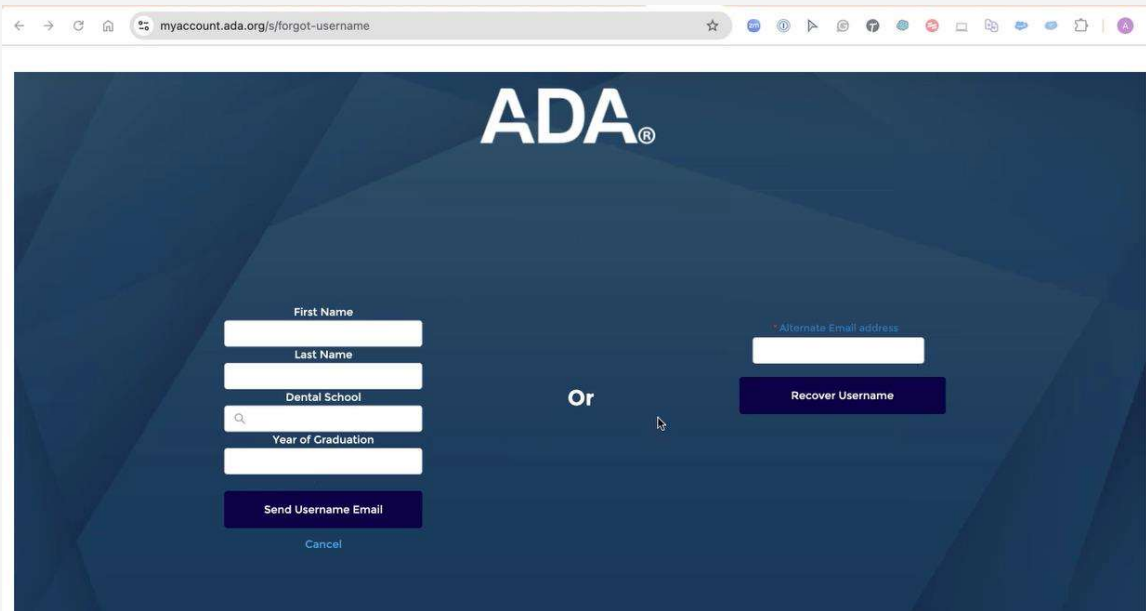 myaccount.ada.org/s/forgot-username
ADA®
First Name
Last Name
Dental School
Year of Graduation
Send Username Email
Cancel
Or
* Alternate Email address
Recover Username